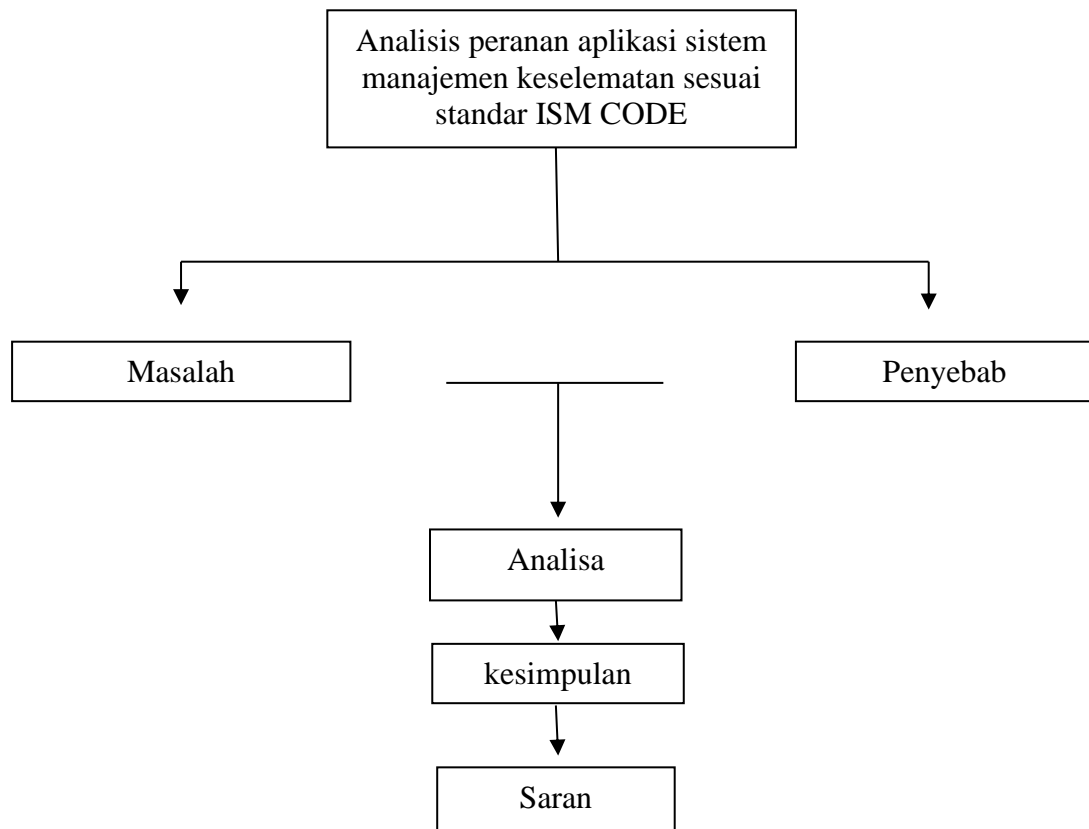 Analisis peranan aplikasi sistem
manajemen keselematan sesuai
standar ISM CODE
Masalah
Penyebab
Analisa
kesimpulan
Saran